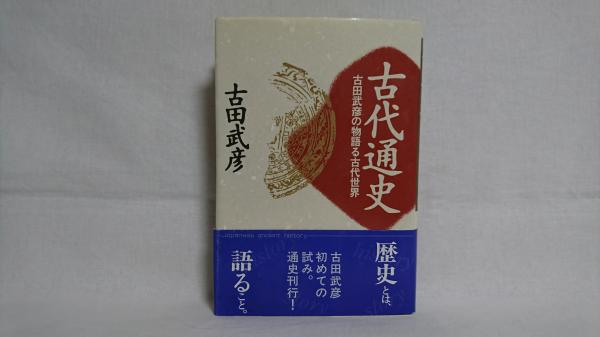 古代通史
古田武彦の物語る古代世界
古田武彦
Japanese ancient history
歴史とは、
古田武彦
初めての
試み。
通史刊行!
語ること。
history